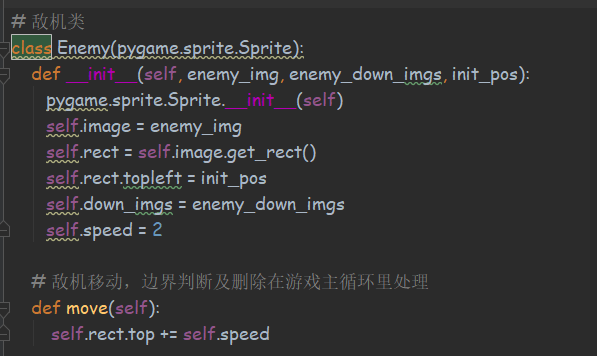 # 敌机类
class Enemy(pygame.sprite.Sprite):
def __init__(self, enemy_img, enemy_down_imgs, init_pos):
pygame.sprite.Sprite.__init__(self)
self.image = enemy_img
self.rect = self.image.get_rect()
self.rect.topleft = init_pos
self.down_imgs = enemy_down_imgs
self.speed = 2
# 敌机移动，边界判断及删除在游戏主循环里处理
def move(self):
self.rect.top += self.speed